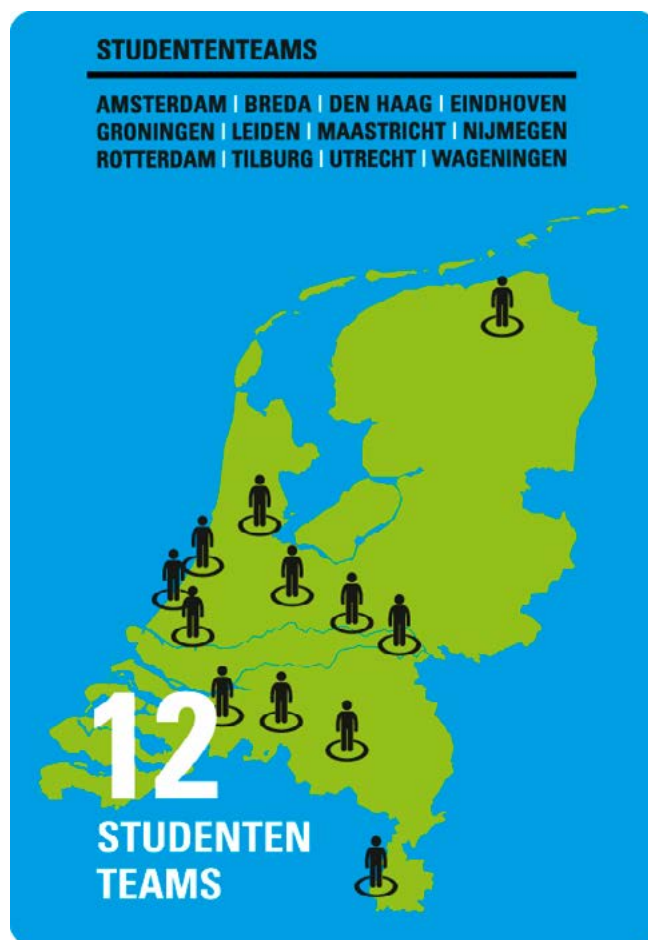 STUDENTENTEAMS
AMSTERDAM | BREDA | DEN HAAG | EINDHOVEN
GRONINGEN | LEIDEN | MAASTRICHT | NIJMEGEN
ROTTERDAM | TILBURG | UTRECHT | WAGENINGEN
12
STUDENTEN
TEAMS